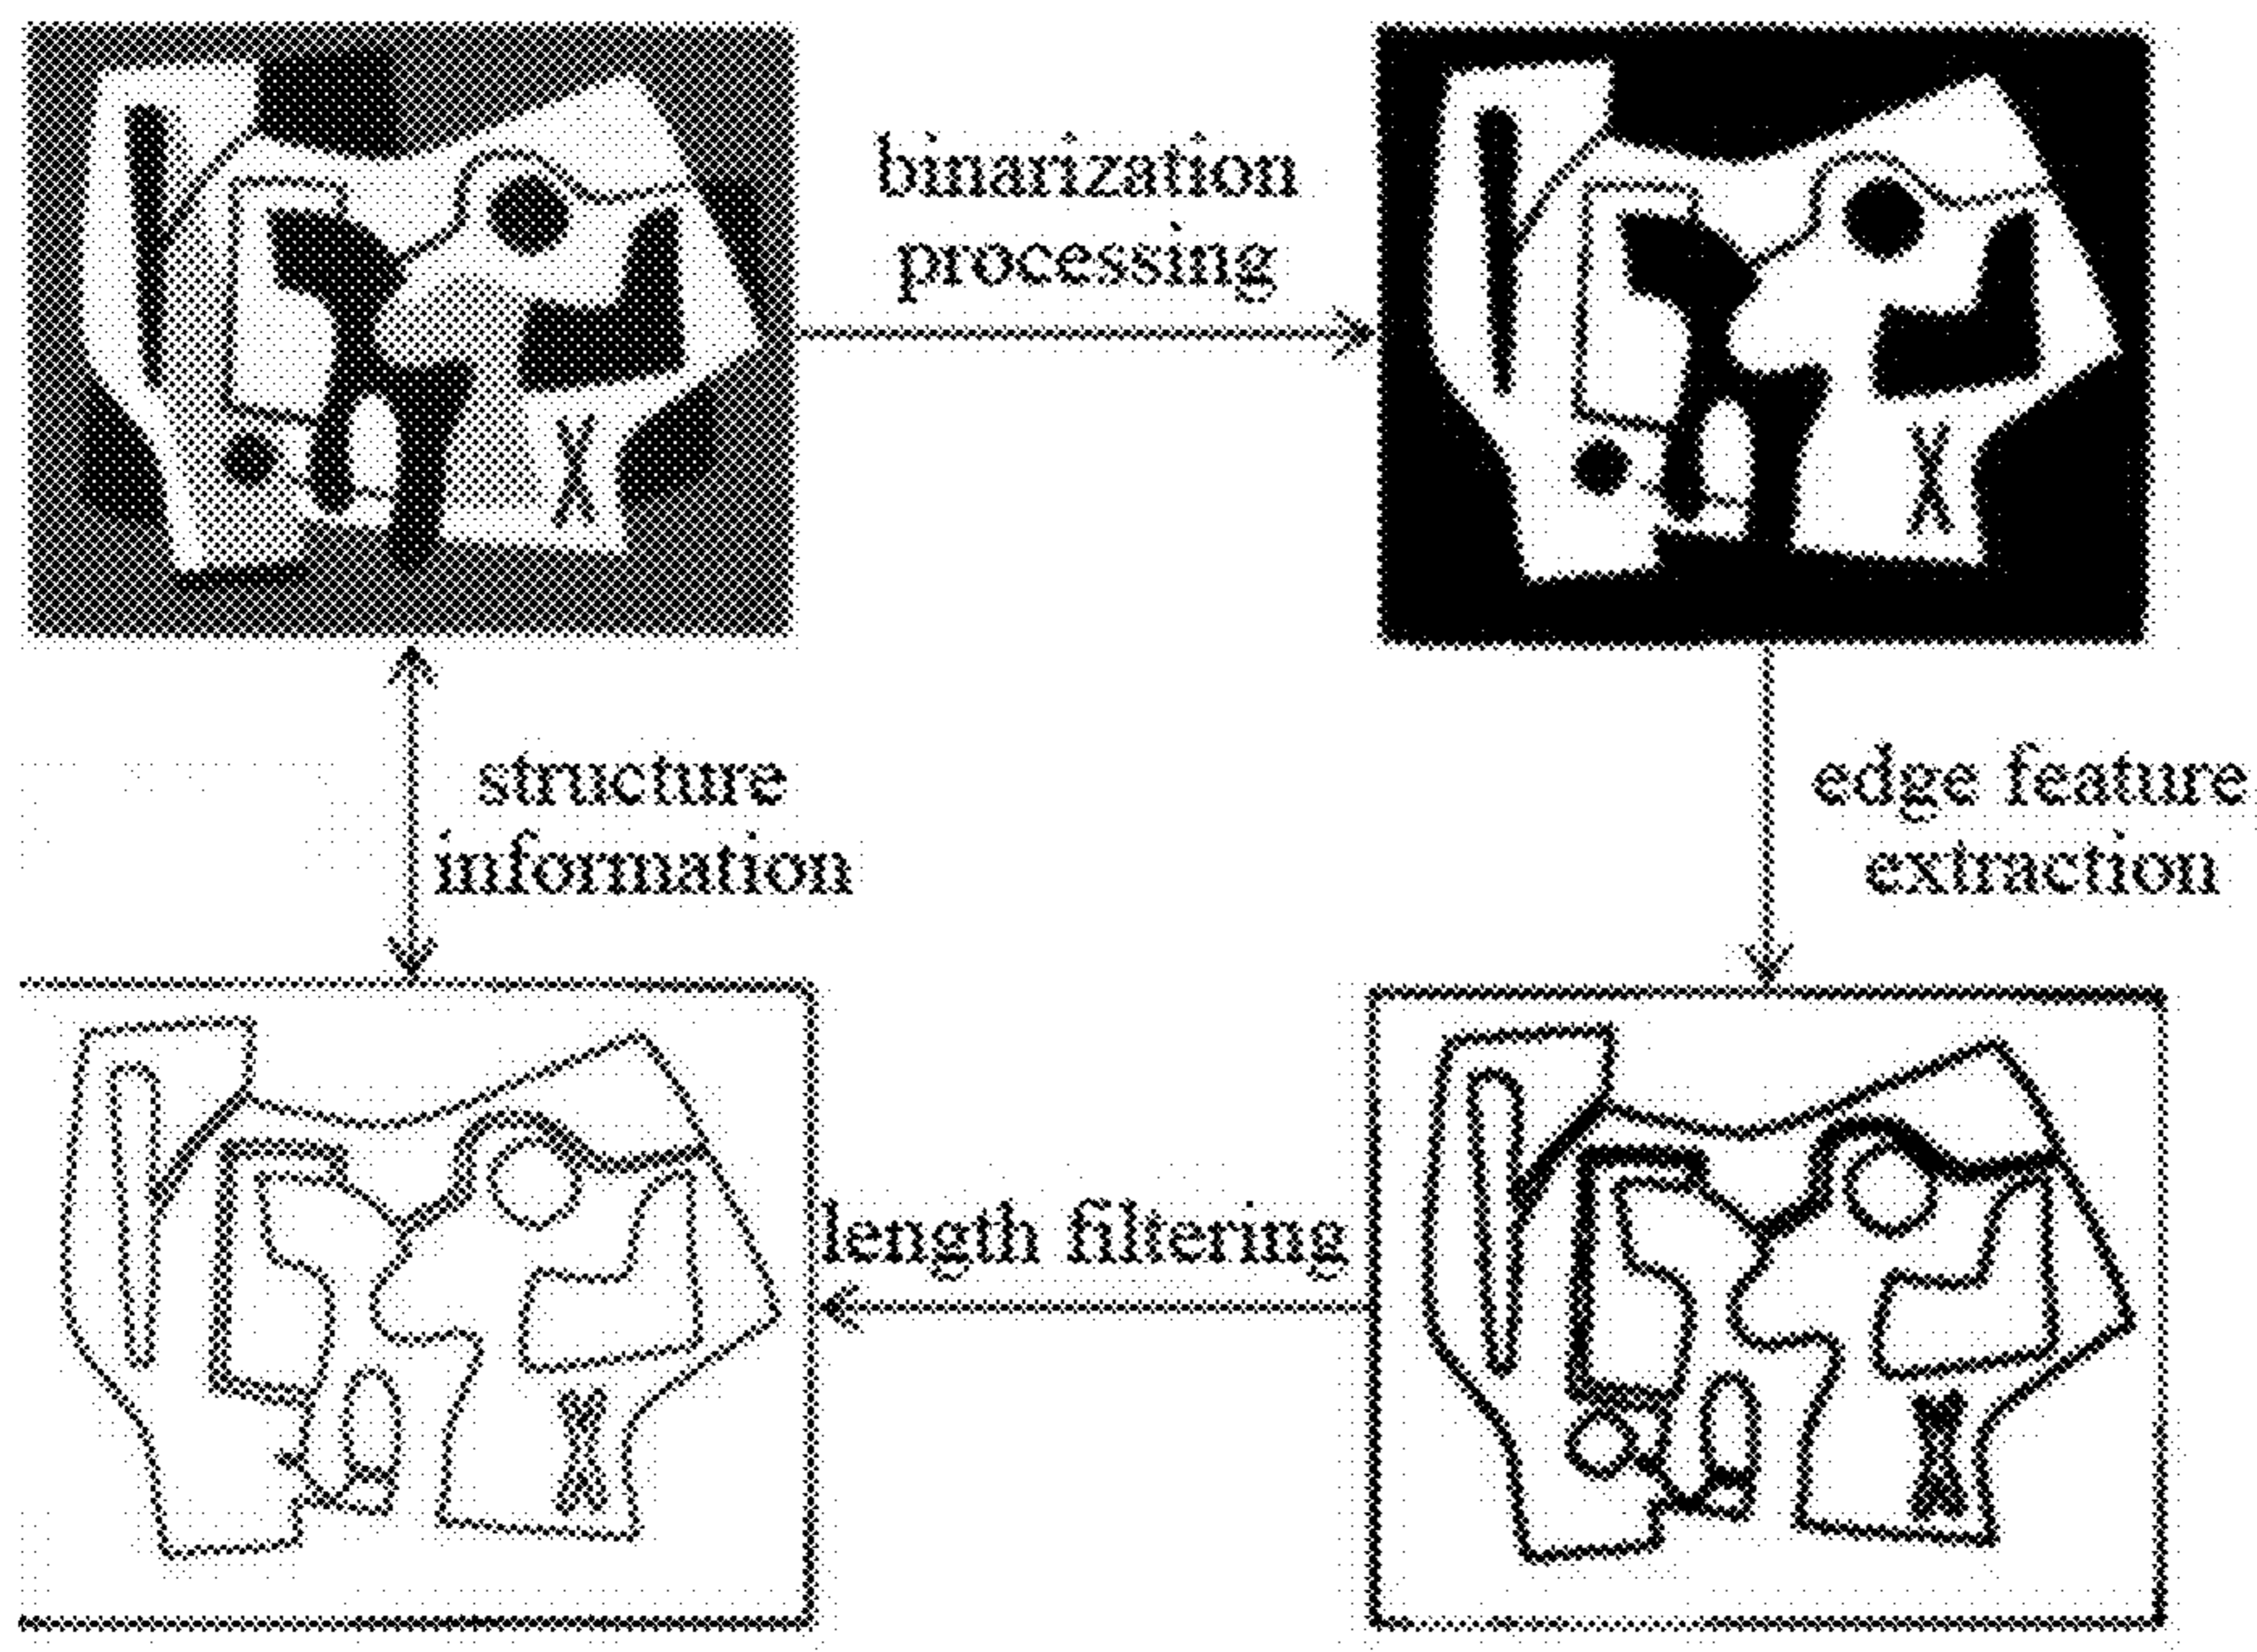 binarization
processing
structure
information
edge feature
extraction
length filtering